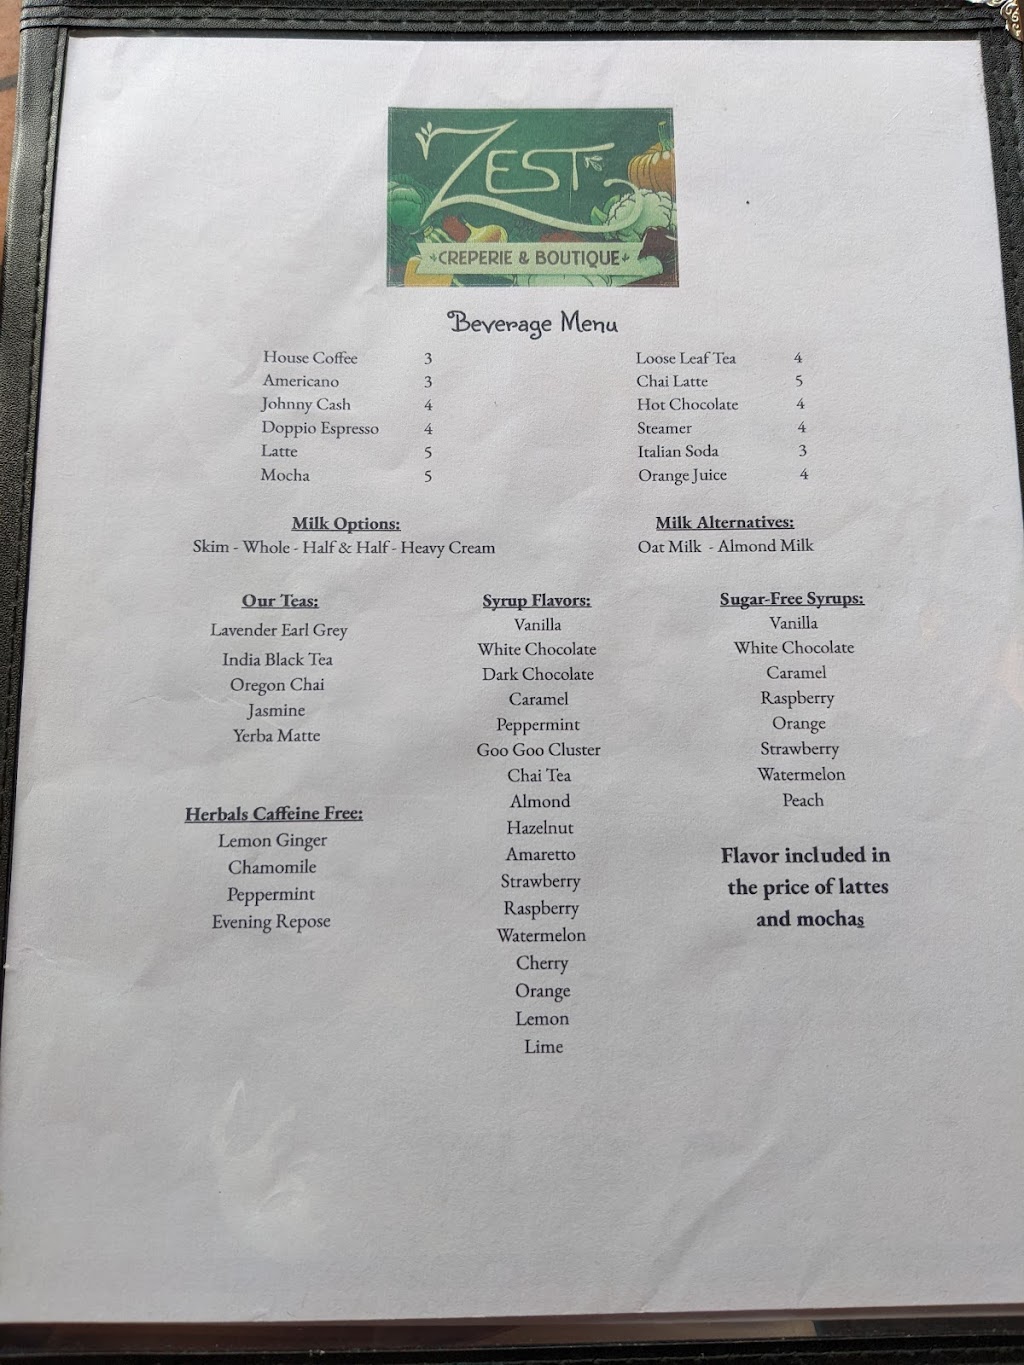 ZEST
CREPERIE & BOUTIQUE
Beverage Menu
House Coffee 3
Americano 3
Johnny Cash 4
Doppio Espresso 4
Latte 5
Mocha 5
Loose Leaf Tea 4
Chai Latte 5
Hot Chocolate 4
Steamer 4
Italian Soda 3
Orange Juice 4
Milk Options:
Skim - Whole - Half & Half - Heavy Cream
Milk Alternatives:
Oat Milk - Almond Milk
Our Teas:
Lavender Earl Grey
India Black Tea
Oregon Chai
Jasmine
Yerba Matte
Herbals Caffeine Free:
Lemon Ginger
Chamomile
Peppermint
Evening Repose
Syrup Flavors:
Vanilla
White Chocolate
Dark Chocolate
Caramel
Peppermint
Goo Goo Cluster
Chai Tea
Almond
Hazelnut
Amaretto
Strawberry
Raspberry
Watermelon
Cherry
Orange
Lemon
Lime
Sugar-Free Syrups:
Vanilla
White Chocolate
Caramel
Raspberry
Orange
Strawberry
Watermelon
Peach
Flavor included in
the price of lattes
and mochas